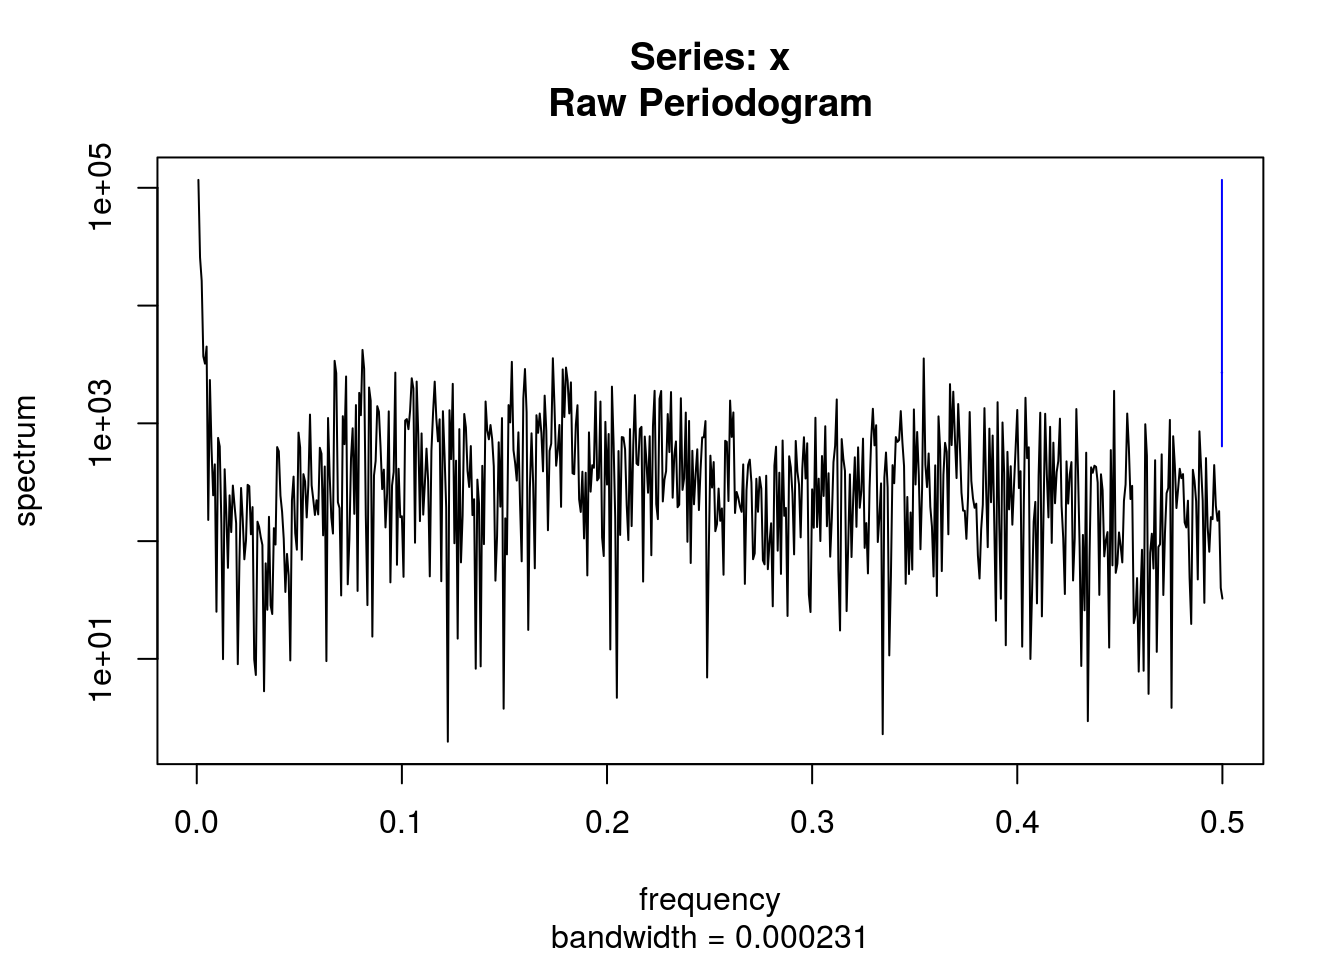 Series: x
Raw Periodogram
spectrum
1e+05
1e+03
1e+01
0.0 0.1 0.2 0.3 0.4 0.5
frequency
bandwidth = 0.000231